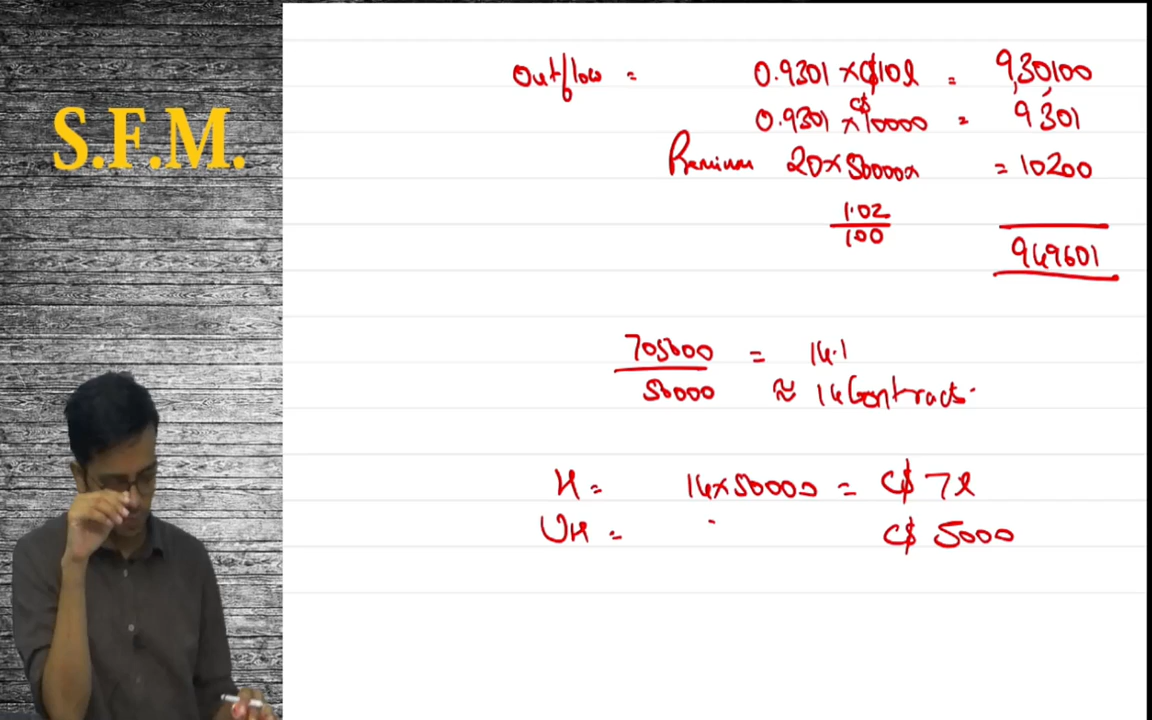 S.F.M.
Outflow = 0.9301 × C$10l = 9,30,100
0.9301 × C$10000 = 9301
Premium 20×500000× = 10200
1.02
100
949601
705000 = 14.1
50000 ≈ 14 Contracts.
H = 14×50000 = C$ 7l
UH = C$ 5000